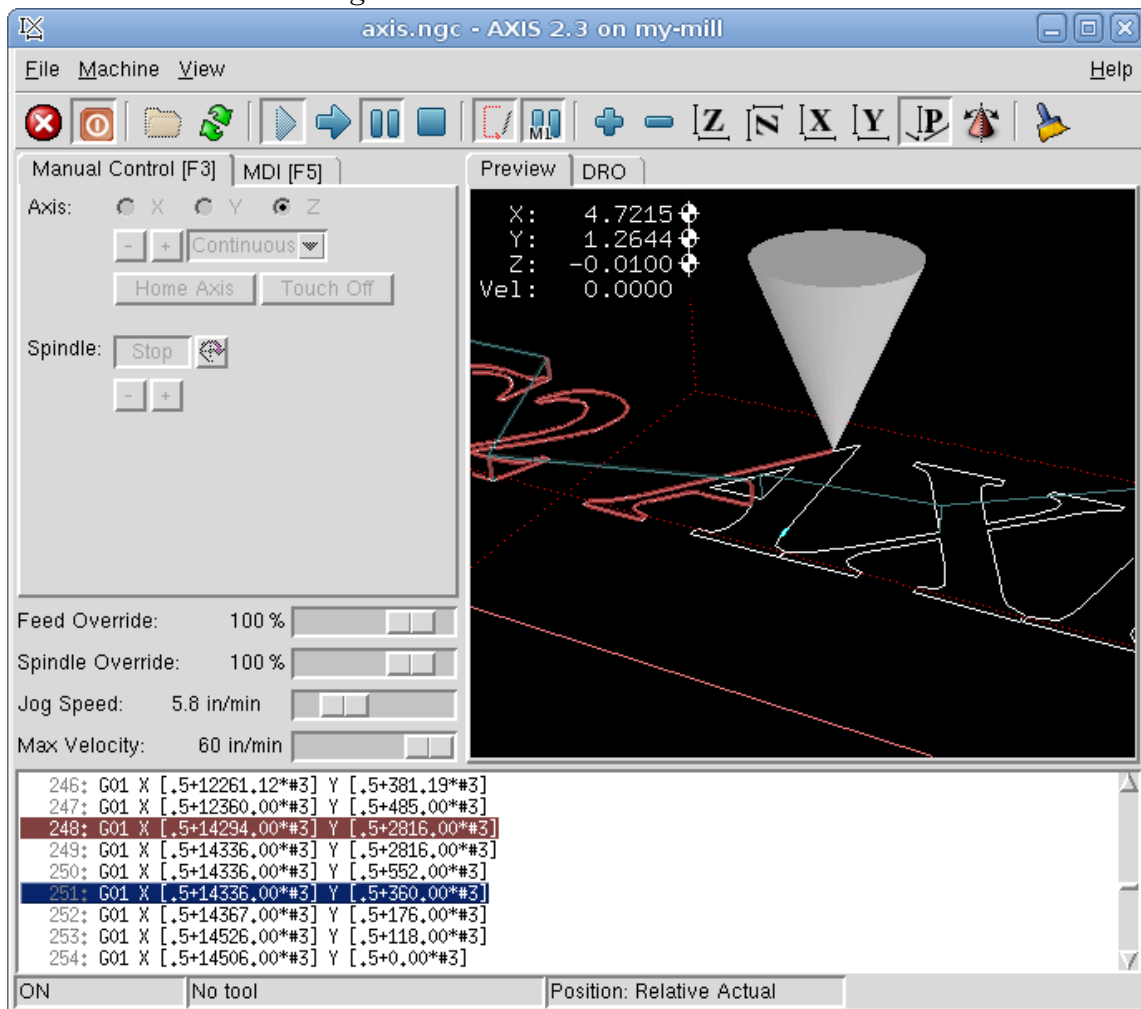 axis.ngc - AXIS 2.3 on my-mill
File Machine View Help
M1 Z N X Y P
Manual Control [F3] MDI [F5]
Preview DRO
Axis: X Y Z
- + Continuous
Home Axis Touch Off
Spindle: Stop
- +
X: 4.7215
Y: 1.2644
Z: -0.0100
Vel: 0.0000
Feed Override: 100 %
Spindle Override: 100 %
Jog Speed: 5.8 in/min
Max Velocity: 60 in/min
246: G01 X [.5+12261.12*#3] Y [.5+381.19*#3]
247: G01 X [.5+12360.00*#3] Y [.5+485.00*#3]
248: G01 X [.5+14294.00*#3] Y [.5+2816.00*#3]
249: G01 X [.5+14336.00*#3] Y [.5+2816.00*#3]
250: G01 X [.5+14336.00*#3] Y [.5+552.00*#3]
251: G01 X [.5+14336.00*#3] Y [.5+360.00*#3]
252: G01 X [.5+14367.00*#3] Y [.5+176.00*#3]
253: G01 X [.5+14526.00*#3] Y [.5+118.00*#3]
254: G01 X [.5+14506.00*#3] Y [.5+0.00*#3]
ON No tool Position: Relative Actual